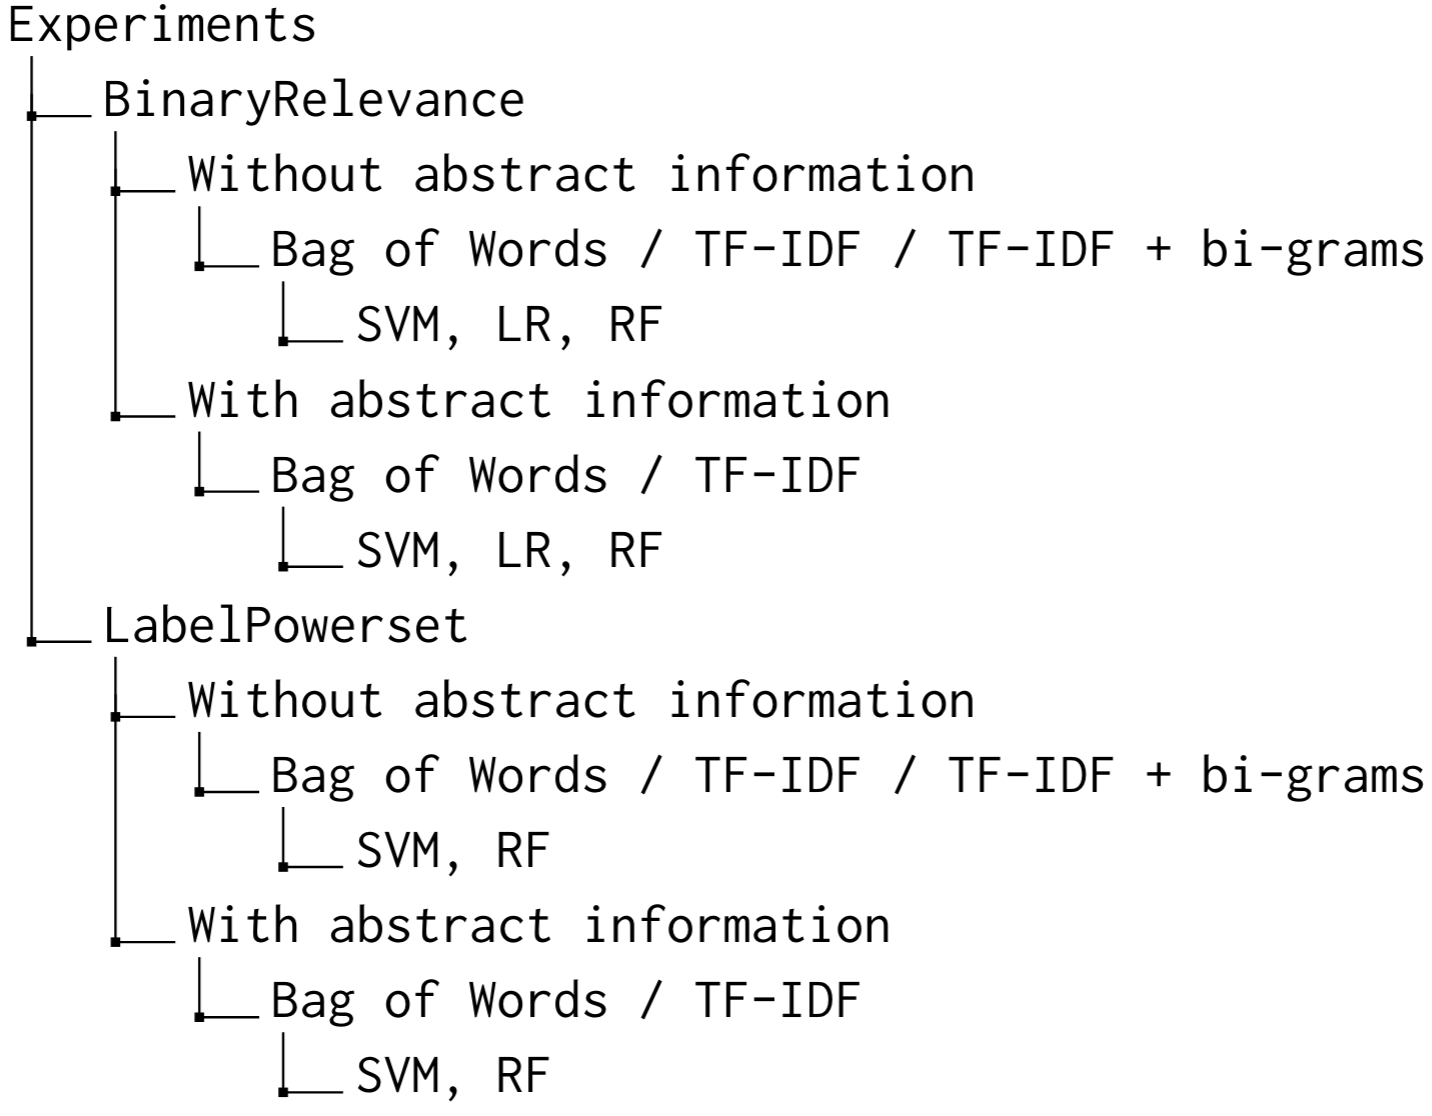 Experiments
BinaryRelevance
Without abstract information
Bag of Words / TF-IDF / TF-IDF + bi-grams
SVM, LR, RF
With abstract information
Bag of Words / TF-IDF
SVM, LR, RF
LabelPowerset
Without abstract information
Bag of Words / TF-IDF / TF-IDF + bi-grams
SVM, RF
With abstract information
Bag of Words / TF-IDF
SVM, RF